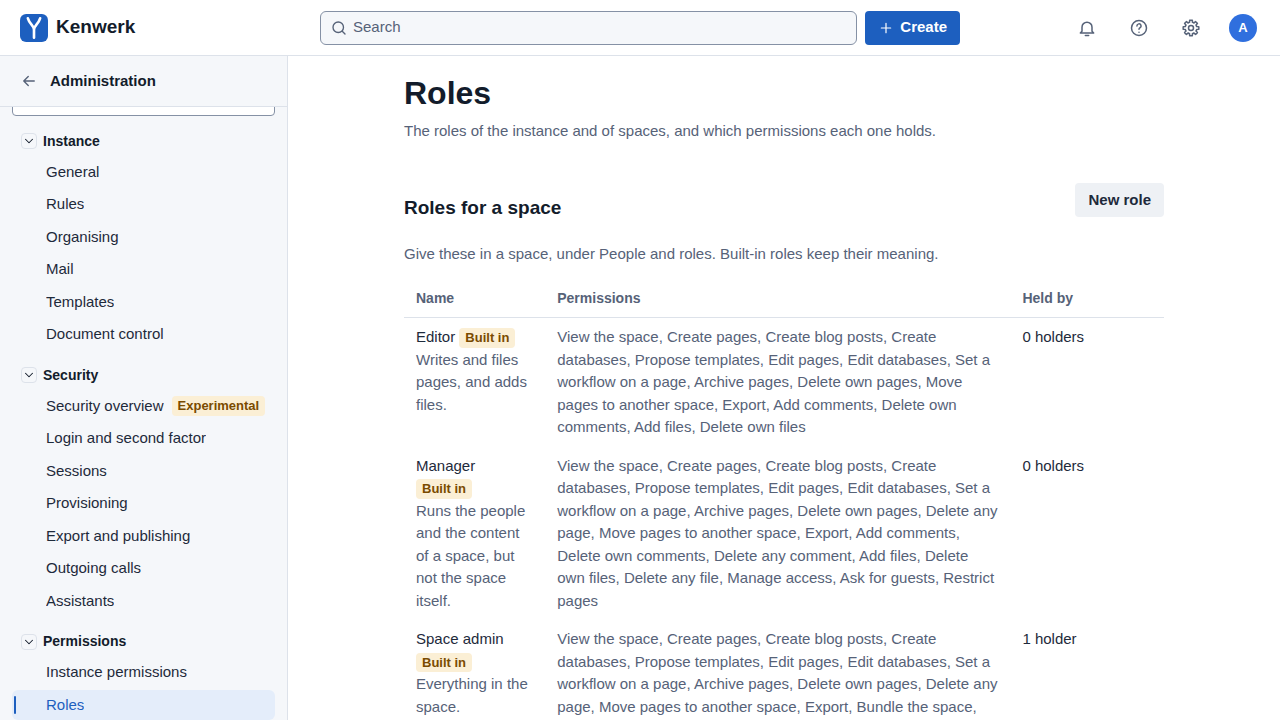 Kenwerk
Search
Create
A
Administration
Instance
General
Rules
Organising
Mail
Templates
Document control
Security
Security overview Experimental
Login and second factor
Sessions
Provisioning
Export and publishing
Outgoing calls
Assistants
Permissions
Instance permissions
Roles
Roles
The roles of the instance and of spaces, and which permissions each one holds.
Roles for a space
New role
Give these in a space, under People and roles. Built-in roles keep their meaning.
Name Permissions Held by
Editor Built in
Writes and files
pages, and adds
files.
View the space, Create pages, Create blog posts, Create
databases, Propose templates, Edit pages, Edit databases, Set a
workflow on a page, Archive pages, Delete own pages, Move
pages to another space, Export, Add comments, Delete own
comments, Add files, Delete own files
0 holders
Manager
Built in
Runs the people
and the content
of a space, but
not the space
itself.
View the space, Create pages, Create blog posts, Create
databases, Propose templates, Edit pages, Edit databases, Set a
workflow on a page, Archive pages, Delete own pages, Delete any
page, Move pages to another space, Export, Add comments,
Delete own comments, Delete any comment, Add files, Delete
own files, Delete any file, Manage access, Ask for guests, Restrict
pages
0 holders
Space admin
Built in
Everything in the
space.
View the space, Create pages, Create blog posts, Create
databases, Propose templates, Edit pages, Edit databases, Set a
workflow on a page, Archive pages, Delete own pages, Delete any
page, Move pages to another space, Export, Bundle the space,
1 holder